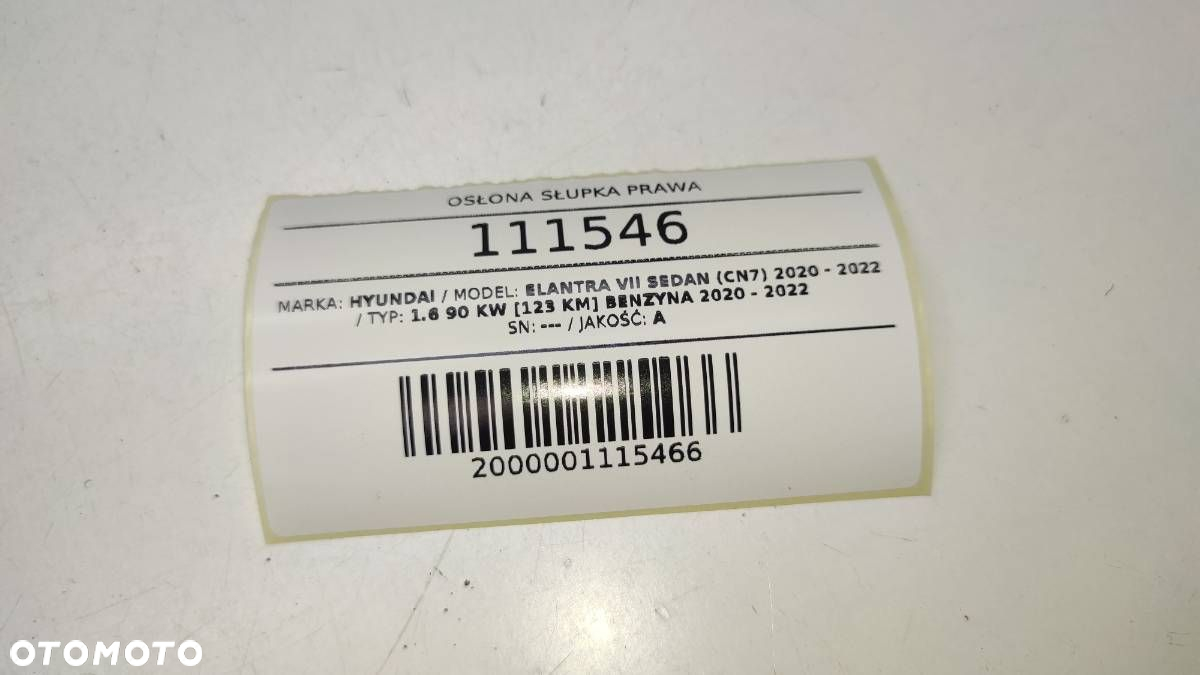 OSŁONA SŁUPKA PRAWA
111546
MARKA: HYUNDAI / MODEL: ELANTRA VII SEDAN (CN7) 2020 - 2022
/ TYP: 1.6 90 KW [123 KM] BENZYNA 2020 - 2022
SN: --- / JAKOŚĆ: A
2000001115466
OTOMOTO